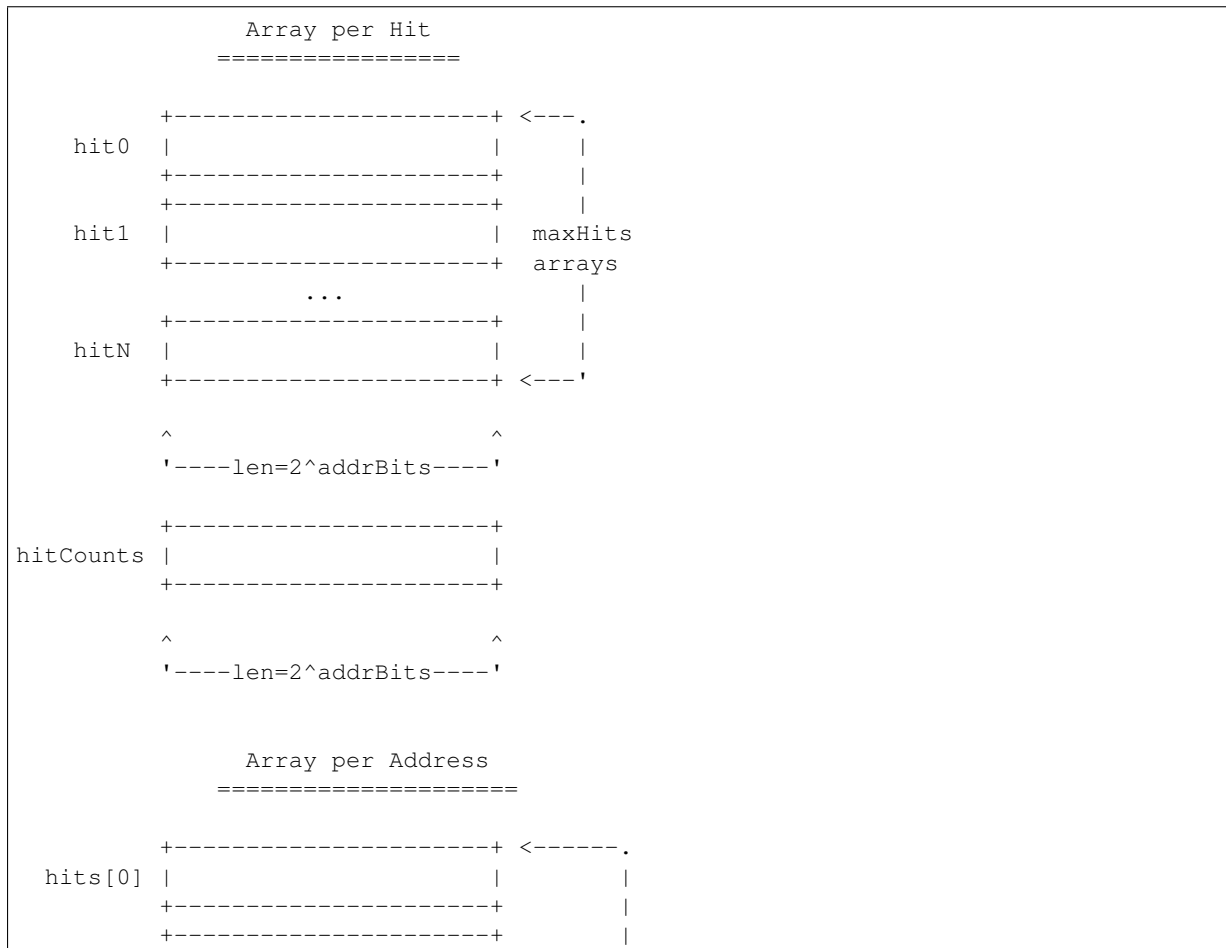 Array per Hit
              =================

          +----------------------+ <---.
    hit0  |                      |     |
          +----------------------+     |
          +----------------------+     |
    hit1  |                      |  maxHits
          +----------------------+  arrays
                    ...                |
          +----------------------+     |
    hitN  |                      |     |
          +----------------------+ <---'

          ^                      ^
          '----len=2^addrBits----'

          +----------------------+
hitCounts |                      |
          +----------------------+

          ^                      ^
          '----len=2^addrBits----'


                Array per Address
              =====================

          +----------------------+ <------.
  hits[0] |                      |        |
          +----------------------+        |
          +----------------------+        |